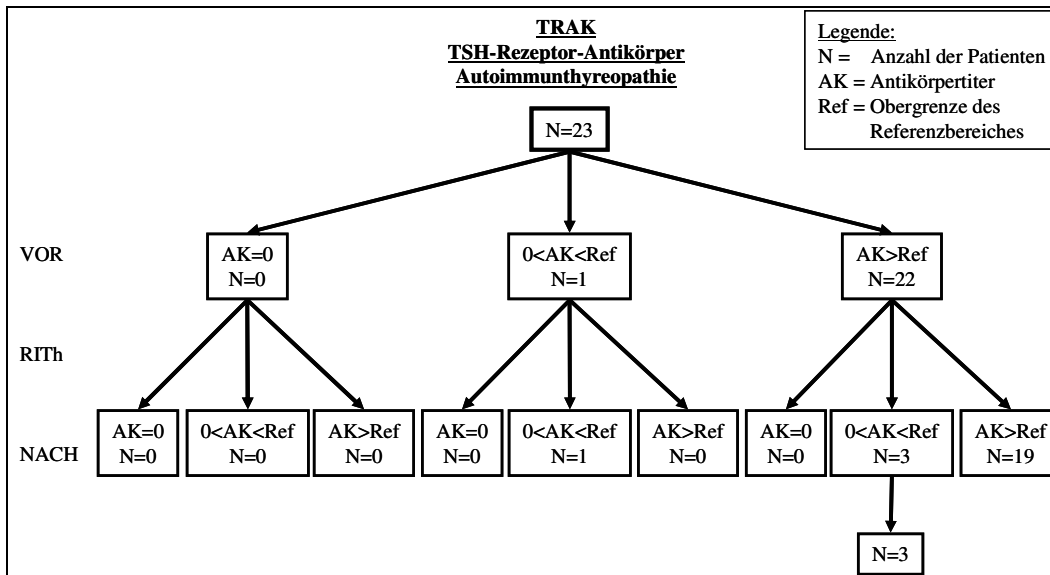 TRAK
TSH-Rezeptor-Antikörper
Autoimmunthyreopathie
Legende:
N = Anzahl der Patienten
AK = Antikörpertiter
Ref = Obergrenze des
Referenzbereiches
N=23
VOR
AK=0
N=0
0<AK<Ref
N=1
AK>Ref
N=22
RITh
NACH
AK=0
N=0
0<AK<Ref
N=0
AK>Ref
N=0
AK=0
N=0
0<AK<Ref
N=1
AK>Ref
N=0
AK=0
N=0
0<AK<Ref
N=3
AK>Ref
N=19
N=3